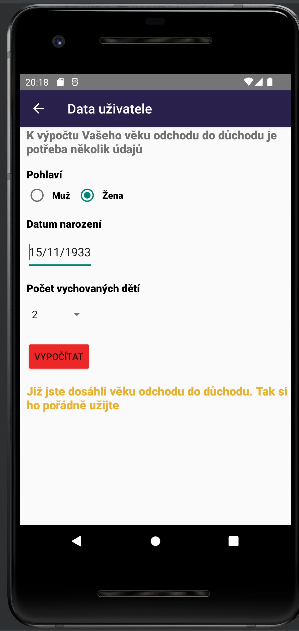 20:18
Data uživatele
K výpočtu Vašeho věku odchodu do důchodu je
potřeba několik údajů
Pohlaví
Muž Žena
Datum narození
15/11/1933
Počet vychovaných dětí
2
VYPOČÍTAT
Již jste dosáhli věku odchodu do důchodu. Tak si
ho pořádně užijte